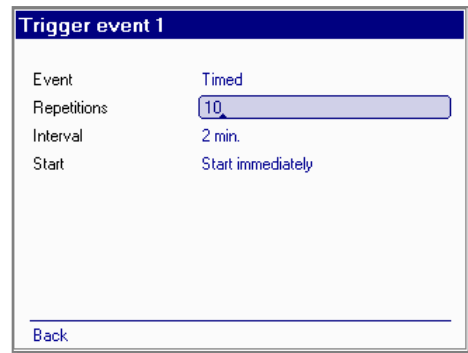 Trigger event 1
Event Timed
Repetitions 10
Interval 2 min.
Start Start immediately
Back